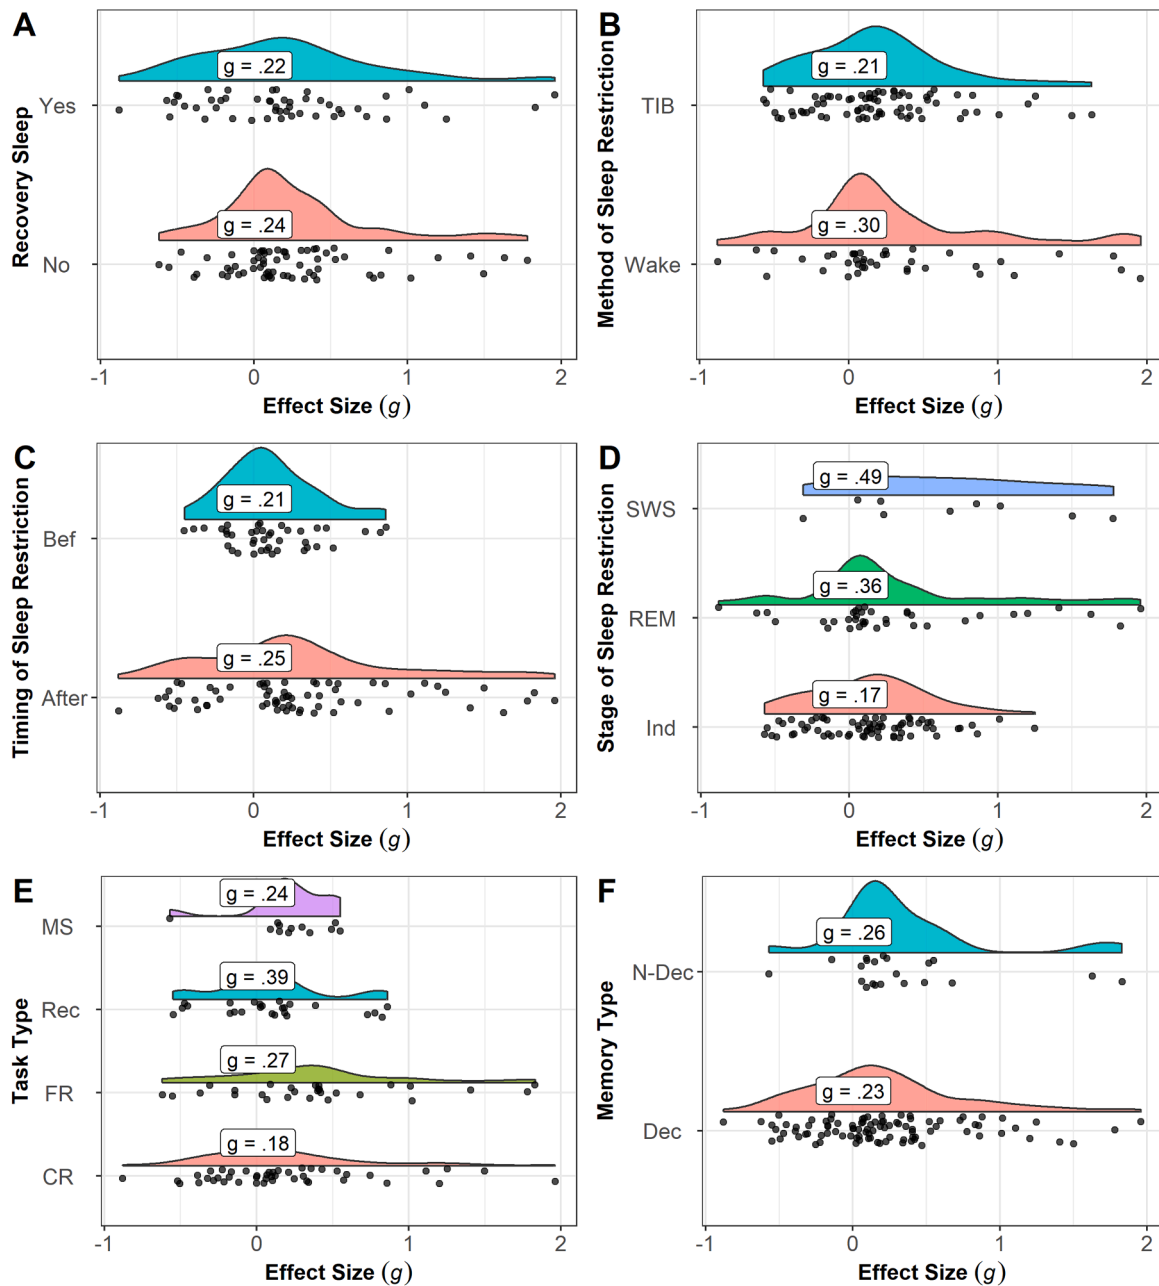 A
Recovery Sleep
Yes
g = .22
No
g = .24
-1 0 1 2
Effect Size (g)
B
Method of Sleep Restriction
TIB
g = .21
Wake
g = .30
-1 0 1 2
Effect Size (g)
C
Timing of Sleep Restriction
Bef
g = .21
After
g = .25
-1 0 1 2
Effect Size (g)
D
Stage of Sleep Restriction
SWS
g = .49
REM
g = .36
Ind
g = .17
-1 0 1 2
Effect Size (g)
E
Task Type
MS
g = .24
Rec
g = .39
FR
g = .27
CR
g = .18
-1 0 1 2
Effect Size (g)
F
Memory Type
N-Dec
g = .26
Dec
g = .23
-1 0 1 2
Effect Size (g)